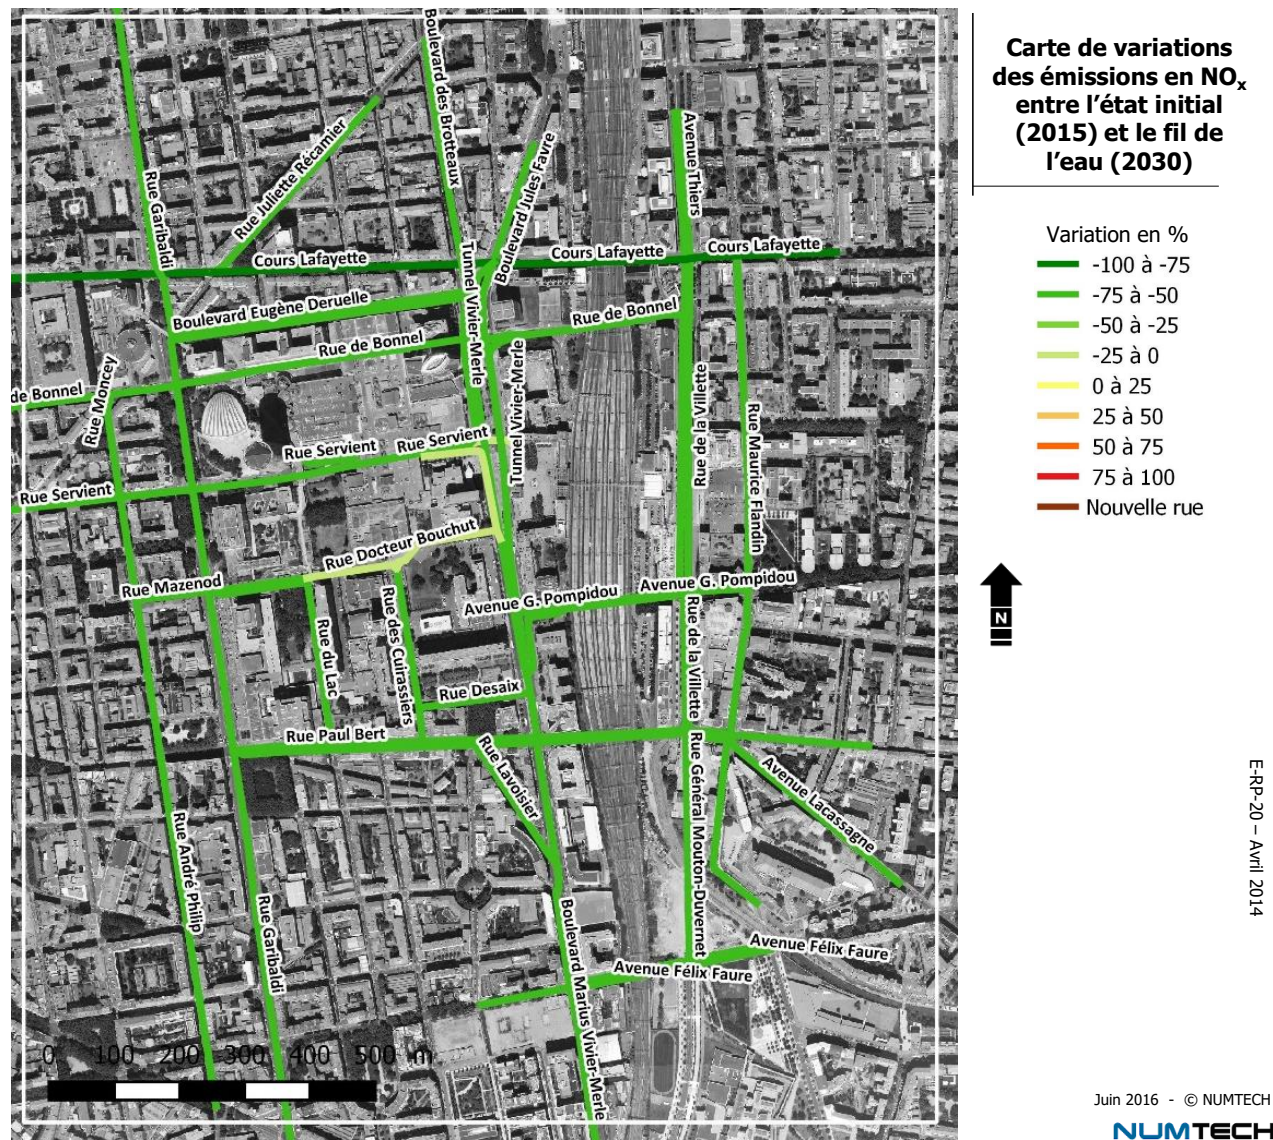 Carte de variations
des émissions en NOx
entre l'état initial
(2015) et le fil de
l'eau (2030)
Variation en %
-100 à -75
-75 à -50
-50 à -25
-25 à 0
0 à 25
25 à 50
50 à 75
75 à 100
Nouvelle rue
N
E-RP-20 – Avril 2014
Juin 2016 - © NUMTECH
NUMTECH
Boulevard des Brotteaux
Rue Juliette Récamier
Boulevard Jules Favre
Avenue Thiers
Rue Garibaldi
Cours Lafayette
Cours Lafayette
Cours Lafayette
Tunnel Vivier-Merle
Boulevard Eugène Deruelle
Rue de Bonnel
Rue de Bonnel
de Bonnel
Rue Moncey
Tunnel Vivier-Merle
Rue de la Villette
Rue Maurice Flandin
Rue Servient
Rue Servient
Rue Servient
Rue Docteur Bouchut
Rue Mazenod
Avenue G. Pompidou
Avenue G. Pompidou
Rue du Lac
Rue des Cuirassiers
Rue de la Villette
Rue Desaix
Rue Paul Bert
Rue Lavoisier
Rue Général Mouton-Duvernet
Avenue Lacassagne
Rue André Philip
Rue Garibaldi
Boulevard Marius Vivier-Merle
Avenue Félix Faure
Avenue Félix Faure
0 100 200 300 400 500 m